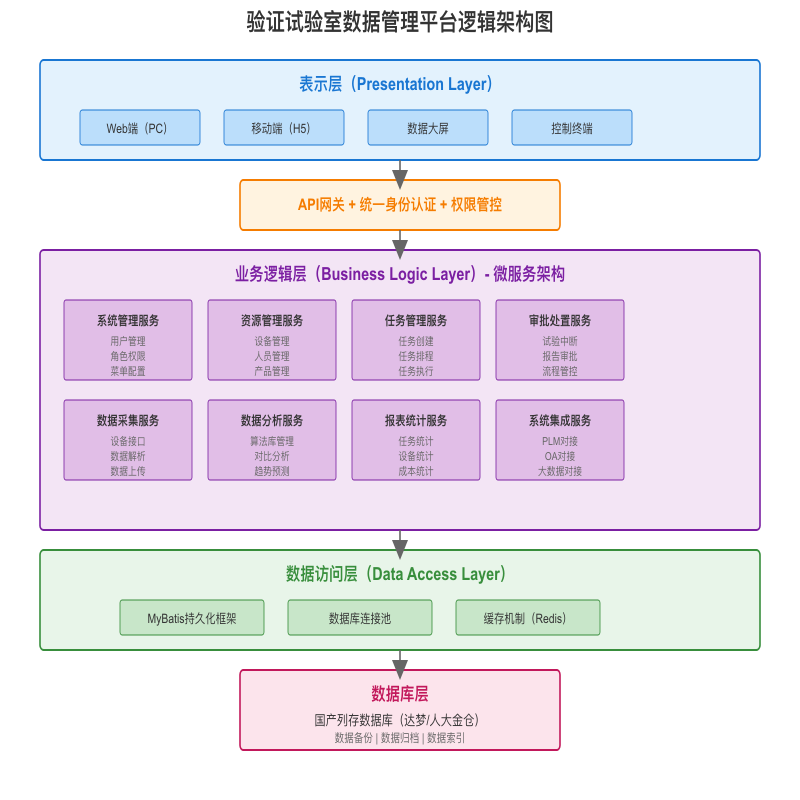 验证试验室数据管理平台逻辑架构图
表示层（Presentation Layer）
Web端（PC）
移动端（H5）
数据大屏
控制终端
API网关 + 统一身份认证 + 权限管控
业务逻辑层（Business Logic Layer）- 微服务架构
系统管理服务
用户管理
角色权限
菜单配置
资源管理服务
设备管理
人员管理
产品管理
任务管理服务
任务创建
任务排程
任务执行
审批处置服务
试验中断
报告审批
流程管控
数据采集服务
设备接口
数据解析
数据上传
数据分析服务
算法库管理
对比分析
趋势预测
报表统计服务
任务统计
设备统计
成本统计
系统集成服务
PLM对接
OA对接
大数据对接
数据访问层（Data Access Layer）
MyBatis持久化框架
数据库连接池
缓存机制（Redis）
数据库层
国产列存数据库（达梦/人大金仓）
数据备份 | 数据归档 | 数据索引